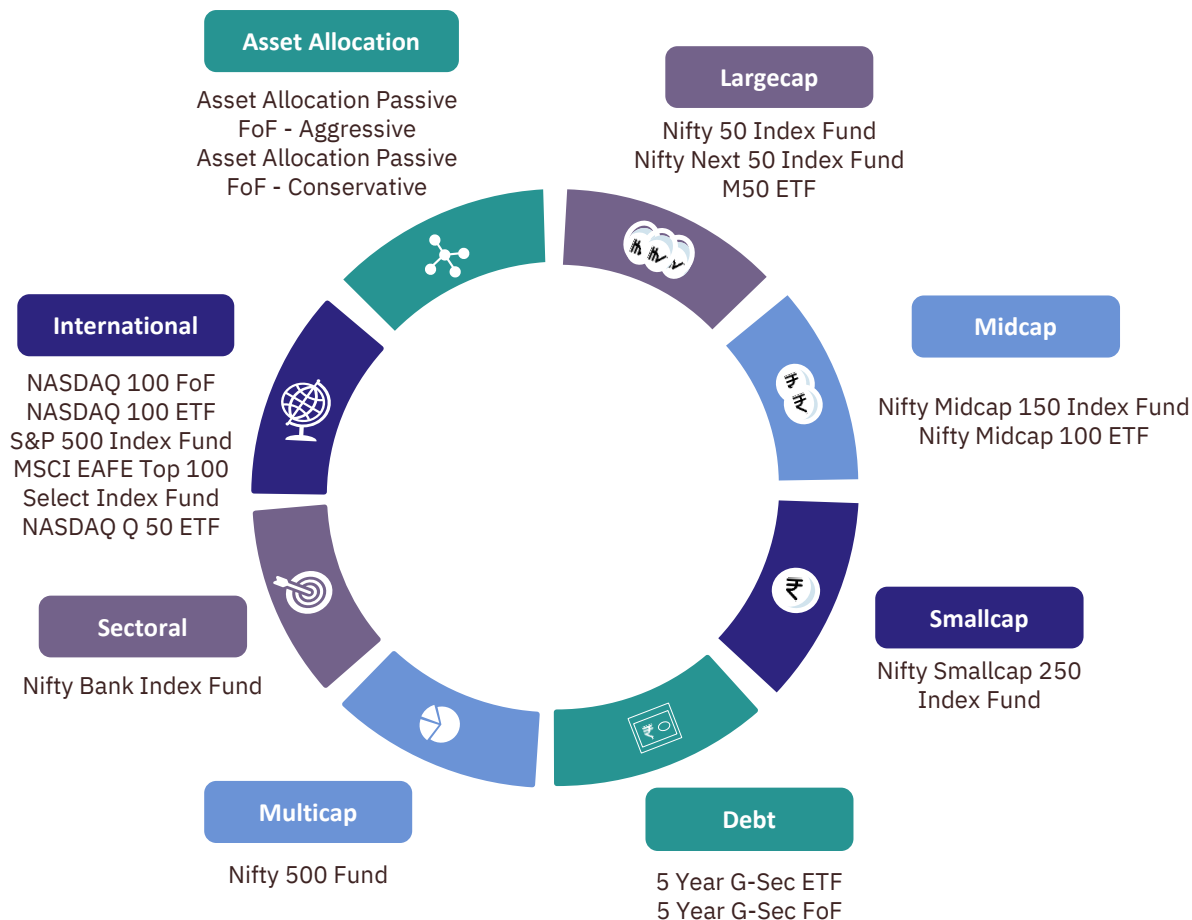 Asset Allocation
Asset Allocation Passive
FoF - Aggressive
Asset Allocation Passive
FoF - Conservative
Largecap
Nifty 50 Index Fund
Nifty Next 50 Index Fund
M50 ETF
Midcap
Nifty Midcap 150 Index Fund
Nifty Midcap 100 ETF
Smallcap
Nifty Smallcap 250
Index Fund
Debt
5 Year G-Sec ETF
5 Year G-Sec FoF
Multicap
Nifty 500 Fund
Sectoral
Nifty Bank Index Fund
International
NASDAQ 100 FoF
NASDAQ 100 ETF
S&P 500 Index Fund
MSCI EAFE Top 100
Select Index Fund
NASDAQ Q 50 ETF